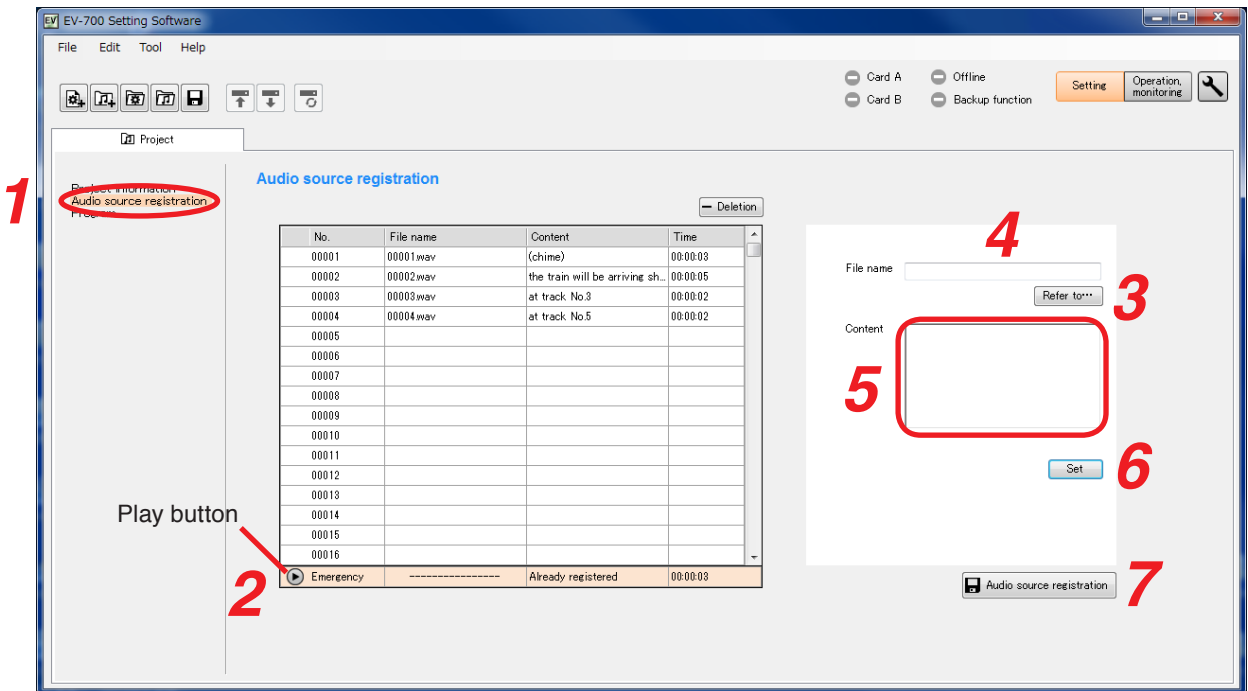 EV-700 Setting Software
File Edit Tool Help
Card A Offline
Card B Backup function
Setting
Operation, monitoring
Project
1
Project information
Audio source registration
Program
Audio source registration
Deletion
No. File name Content Time
00001 00001.wav (chime) 00:00:03
00002 00002.wav the train will be arriving sh... 00:00:05
00003 00003.wav at track No.3 00:00:02
00004 00004.wav at track No.5 00:00:02
00005
00006
00007
00008
00009
00010
00011
00012
00013
00014
00015
00016
Emergency ---------------- Already registered 00:00:03
Play button
2
4
File name
Refer to…
3
Content
5
Set
6
Audio source registration
7